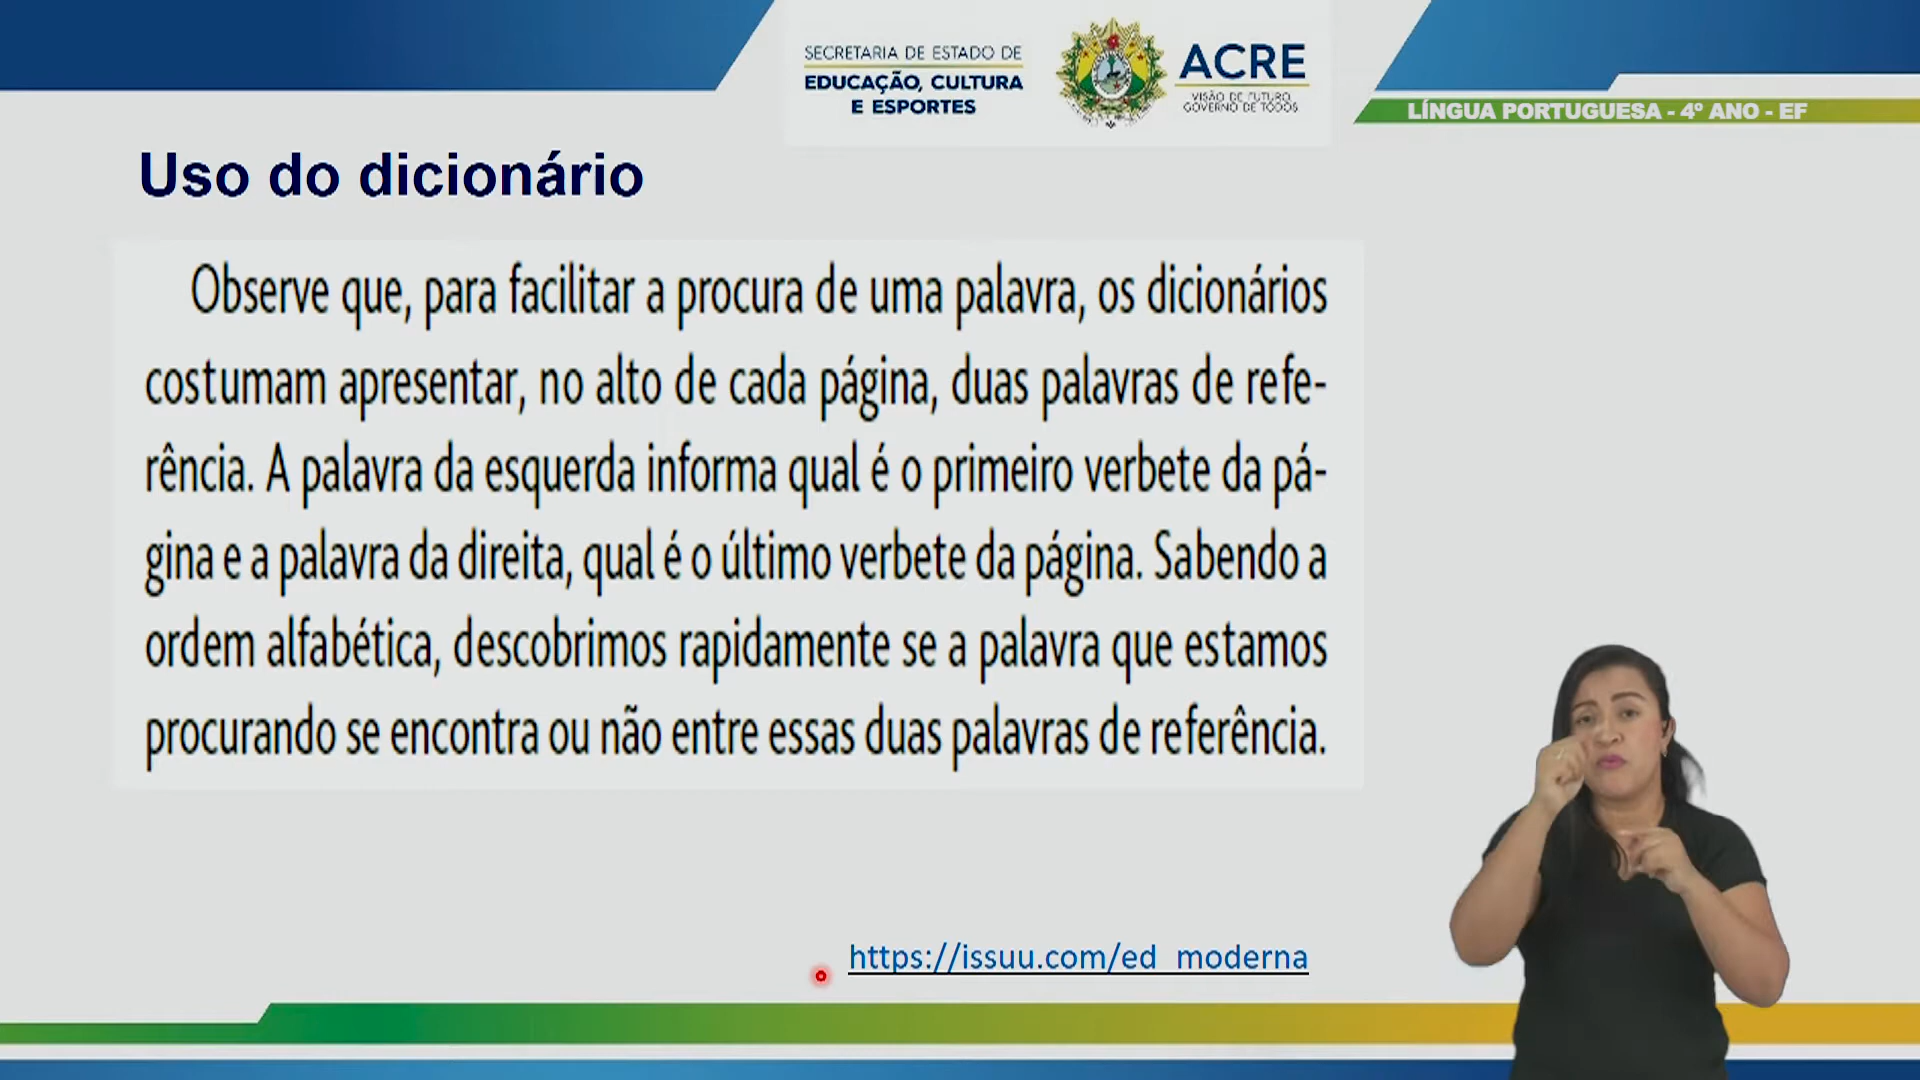 SECRETARIA DE ESTADO DE
EDUCAÇÃO, CULTURA
E ESPORTES
ACRE
VISÃO DE FUTURO,
GOVERNO DE TODOS
LÍNGUA PORTUGUESA - 4º ANO - EF
Uso do dicionário
Observe que, para facilitar a procura de uma palavra, os dicionários
costumam apresentar, no alto de cada página, duas palavras de refe-
rência. A palavra da esquerda informa qual é o primeiro verbete da pá-
gina e a palavra da direita, qual é o último verbete da página. Sabendo a
ordem alfabética, descobrimos rapidamente se a palavra que estamos
procurando se encontra ou não entre essas duas palavras de referência.
https://issuu.com/ed_moderna